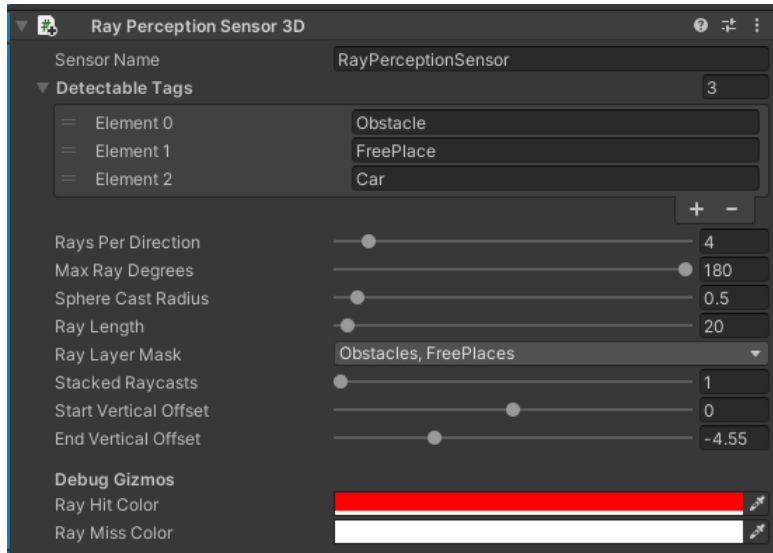 Ray Perception Sensor 3D
Sensor Name RayPerceptionSensor
Detectable Tags 3
Element 0 Obstacle
Element 1 FreePlace
Element 2 Car
Rays Per Direction 4
Max Ray Degrees 180
Sphere Cast Radius 0.5
Ray Length 20
Ray Layer Mask Obstacles, FreePlaces
Stacked Raycasts 1
Start Vertical Offset 0
End Vertical Offset -4.55
Debug Gizmos
Ray Hit Color
Ray Miss Color